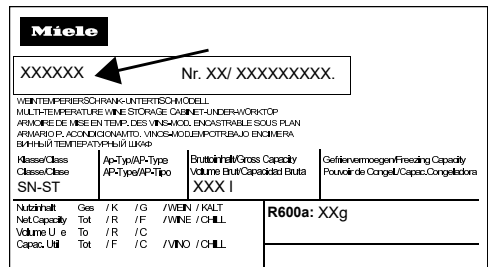 Miele
XXXXXX Nr. XX/ XXXXXXXXX.
WEINTEMPERIERSCHRANK-UNTERTISCHMODELL
MULTI-TEMPERATURE WINE STORAGE CABINET-UNDER-WORKTOP
ARMOIRE DE MISE EN TEMP. DES VINS-MOD. ENCASTRABLE SOUS PLAN
ARMARIO P. ACONDICIONAMTO. VINOS-MOD.EMPOTR.BAJO ENCIMERA
ВИННЫЙ ТЕМПЕРАТУРНЫЙ ШКАФ
Klasse/Class Ap-Typ/AP-Type Bruttoinhalt/Gross Capacity Gefriervermoegen/Freezing Capacity
Classe/Clase AP-Type/AP-Tipo Volume Brut/Capacidad Bruta Pouvoir de Congel./Capac.Congeladora
SN-ST XXX l
Nutzinhalt Ges / K / G / WEIN / KALT R600a: XXg
Net.Capacity Tot / R / F / WINE / CHILL
Volume U e To / R / C
Capac. Util Tot / F / C / VINO / CHILL